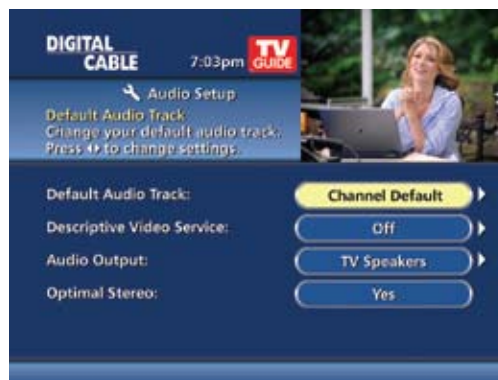 DIGITAL
CABLE
7:03pm
TV
GUIDE
Audio Setup
Default Audio Track
Change your default audio track.
Press ◂▸ to change settings.
Default Audio Track: Channel Default
Descriptive Video Service: Off
Audio Output: TV Speakers
Optimal Stereo: Yes